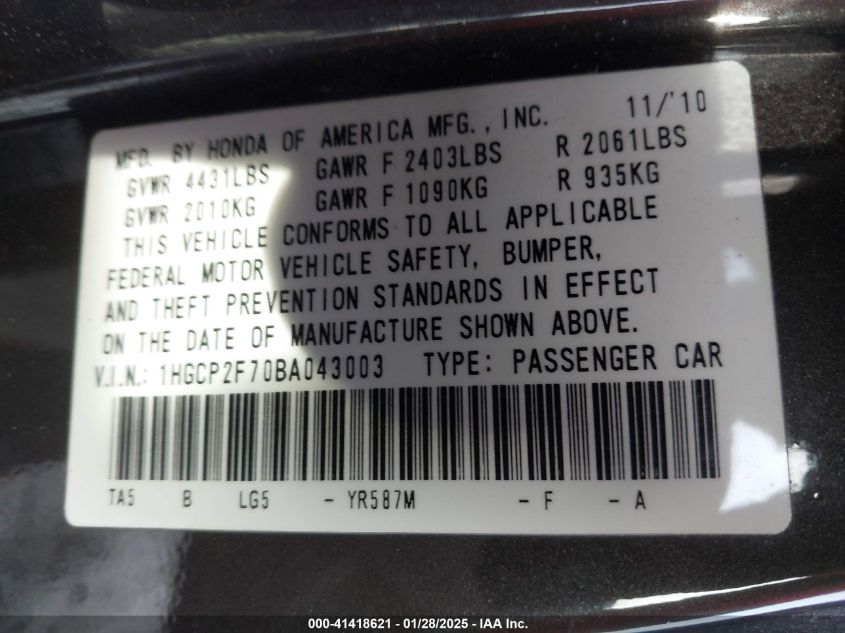 MFD. BY HONDA OF AMERICA MFG., INC. 11/'10
GVWR 4431LBS GAWR F 2403LBS R 2061LBS
GVWR 2010KG GAWR F 1090KG R 935KG
THIS VEHICLE CONFORMS TO ALL APPLICABLE
FEDERAL MOTOR VEHICLE SAFETY, BUMPER,
AND THEFT PREVENTION STANDARDS IN EFFECT
ON THE DATE OF MANUFACTURE SHOWN ABOVE.
V.I.N.: 1HGCP2F70BA043003 TYPE: PASSENGER CAR
TA5 B LG5 - YR587M - F - A
000-41418621 - 01/28/2025 - IAA Inc.